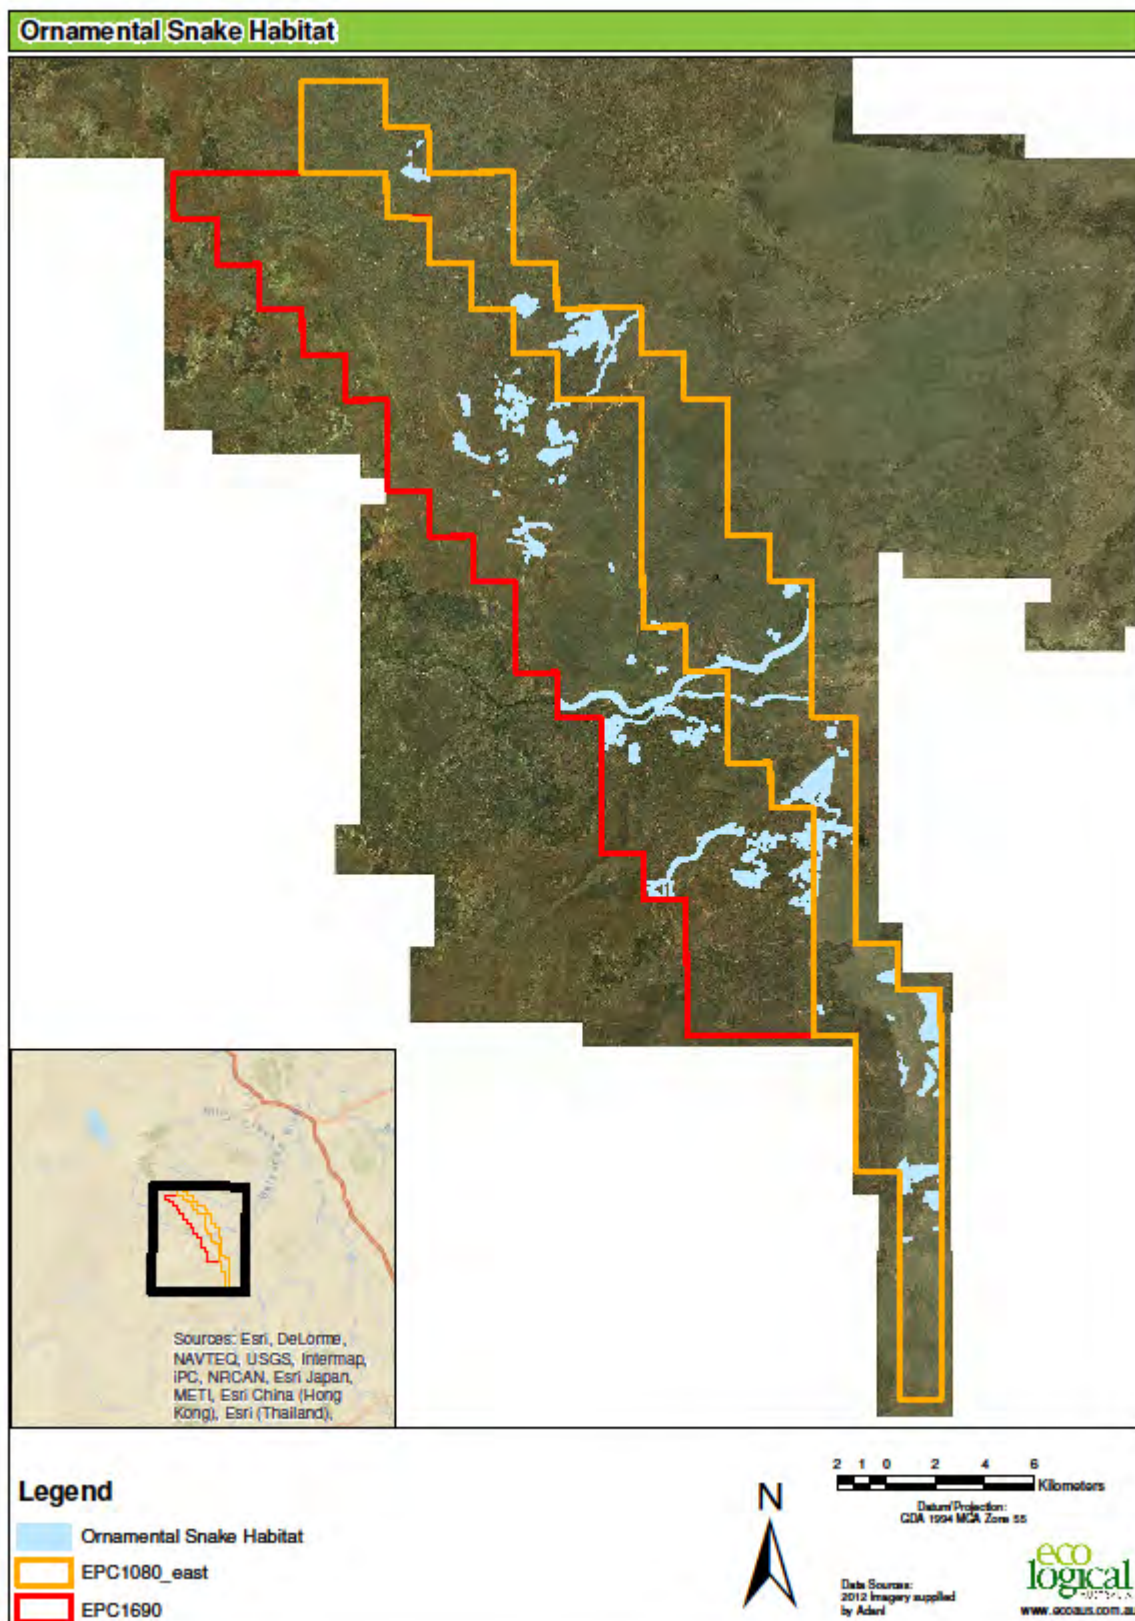 Ornamental Snake Habitat
Sources: Esri, DeLorme,
NAVTEQ, USGS, Intermap,
iPC, NRCAN, Esri Japan,
METI, Esri China (Hong
Kong), Esri (Thailand),
Legend
Ornamental Snake Habitat
EPC1080_east
EPC1690
N
2 1 0 2 4 6
Kilometers
Datum/Projection:
GDA 1994 MGA Zone 55
Data Sources:
2012 Imagery supplied
by Adani
eco
logical
AUSTRALIA
www.ecoaus.com.au